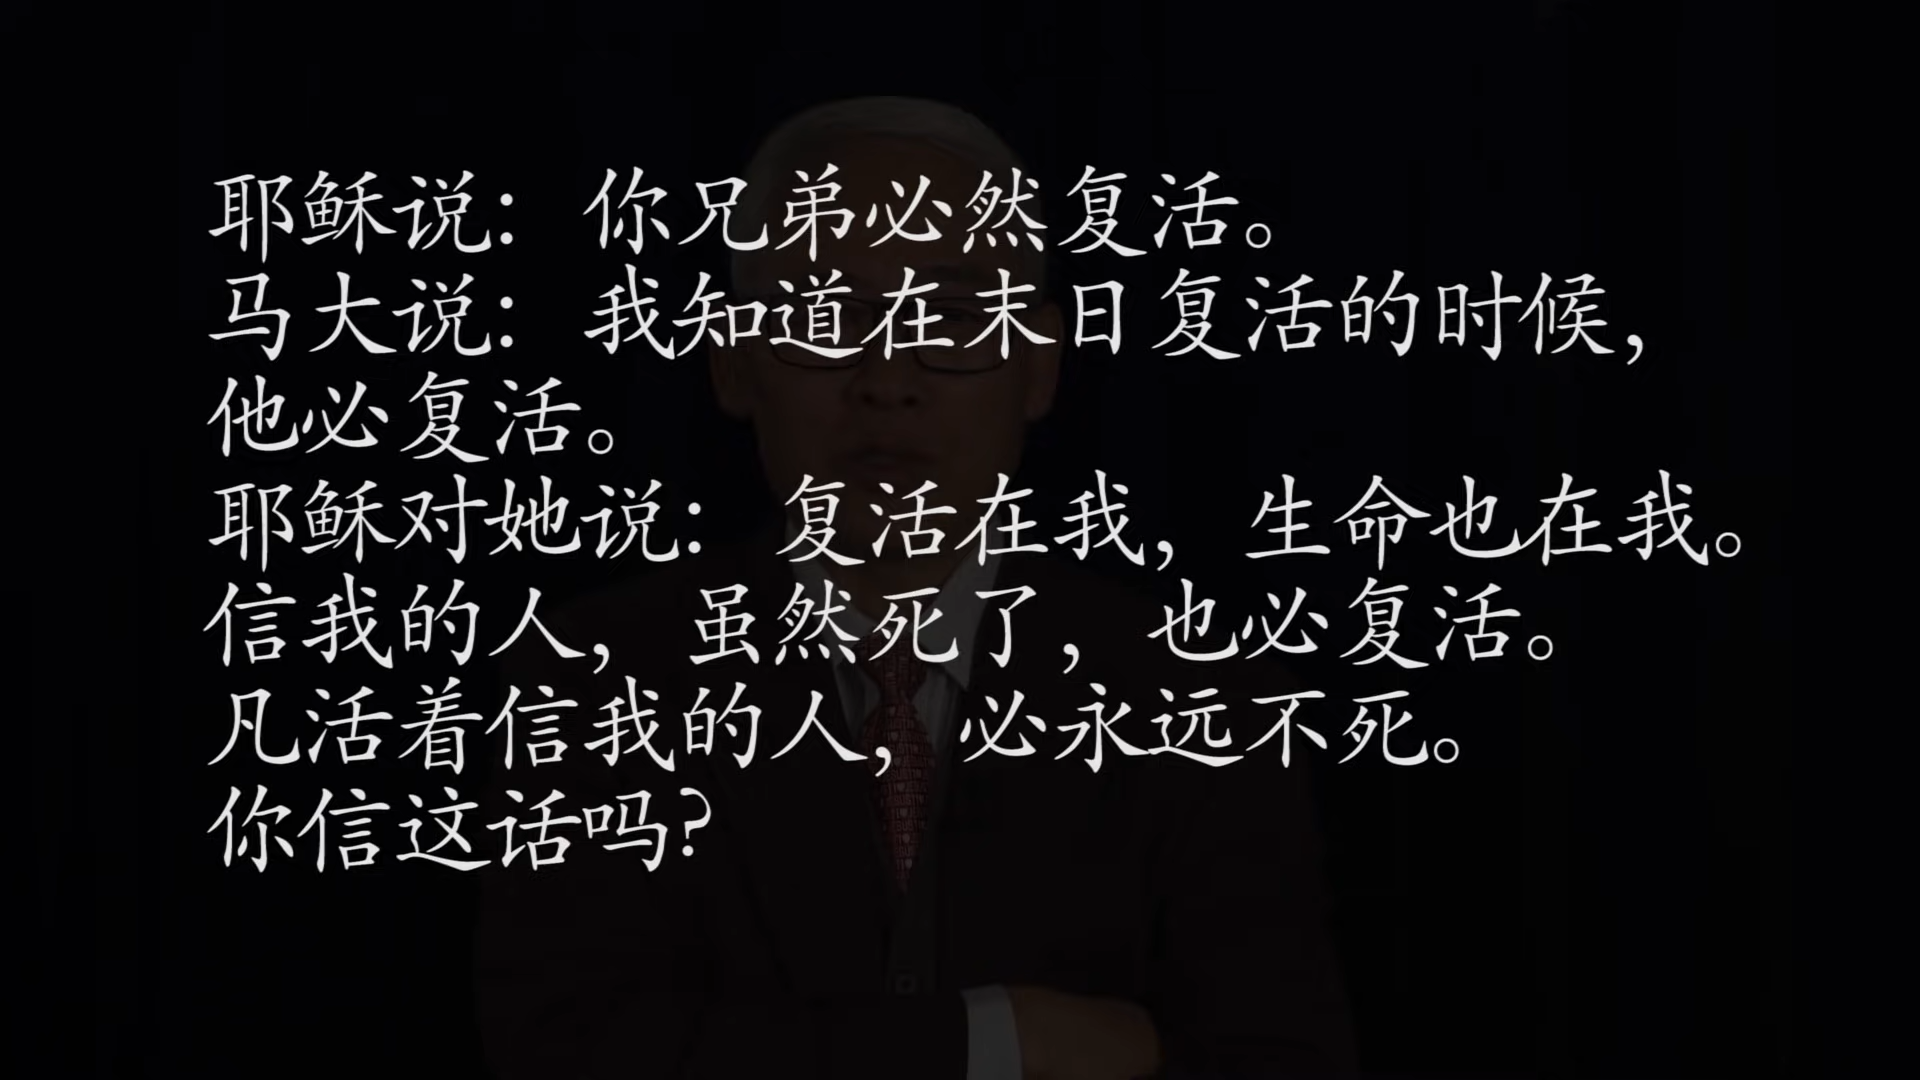 耶稣说：你兄弟必然复活。
马大说：我知道在末日复活的时候，
他必复活。
耶稣对她说：复活在我，生命也在我。
信我的人，虽然死了，也必复活。
凡活着信我的人，必永远不死。
你信这话吗？